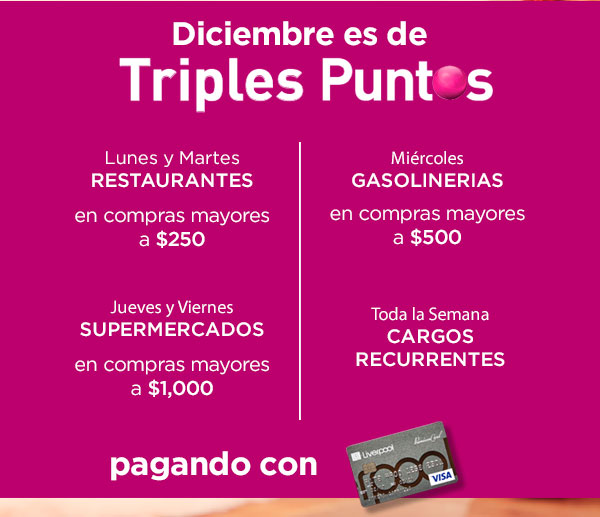 Diciembre es de
Triples Puntos
Lunes y Martes
RESTAURANTES
en compras mayores
a $250
Miércoles
GASOLINERIAS
en compras mayores
a $500
Jueves y Viernes
SUPERMERCADOS
en compras mayores
a $1,000
Toda la Semana
CARGOS
RECURRENTES
pagando con
Liverpool
VISA